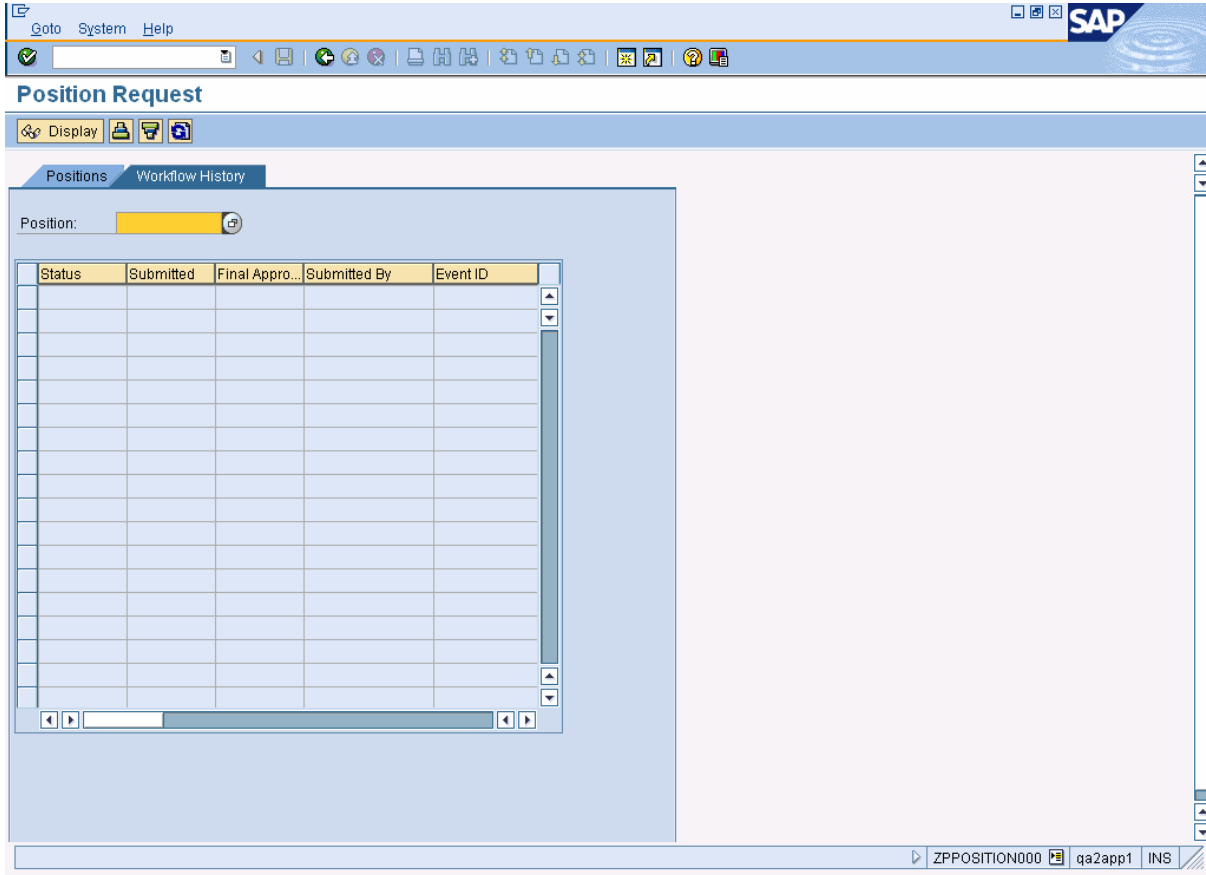 Goto System Help
SAP
Position Request
Display
Positions Workflow History
Position:
Status Submitted Final Appro... Submitted By Event ID
ZPPOSITION000 qa2app1 INS